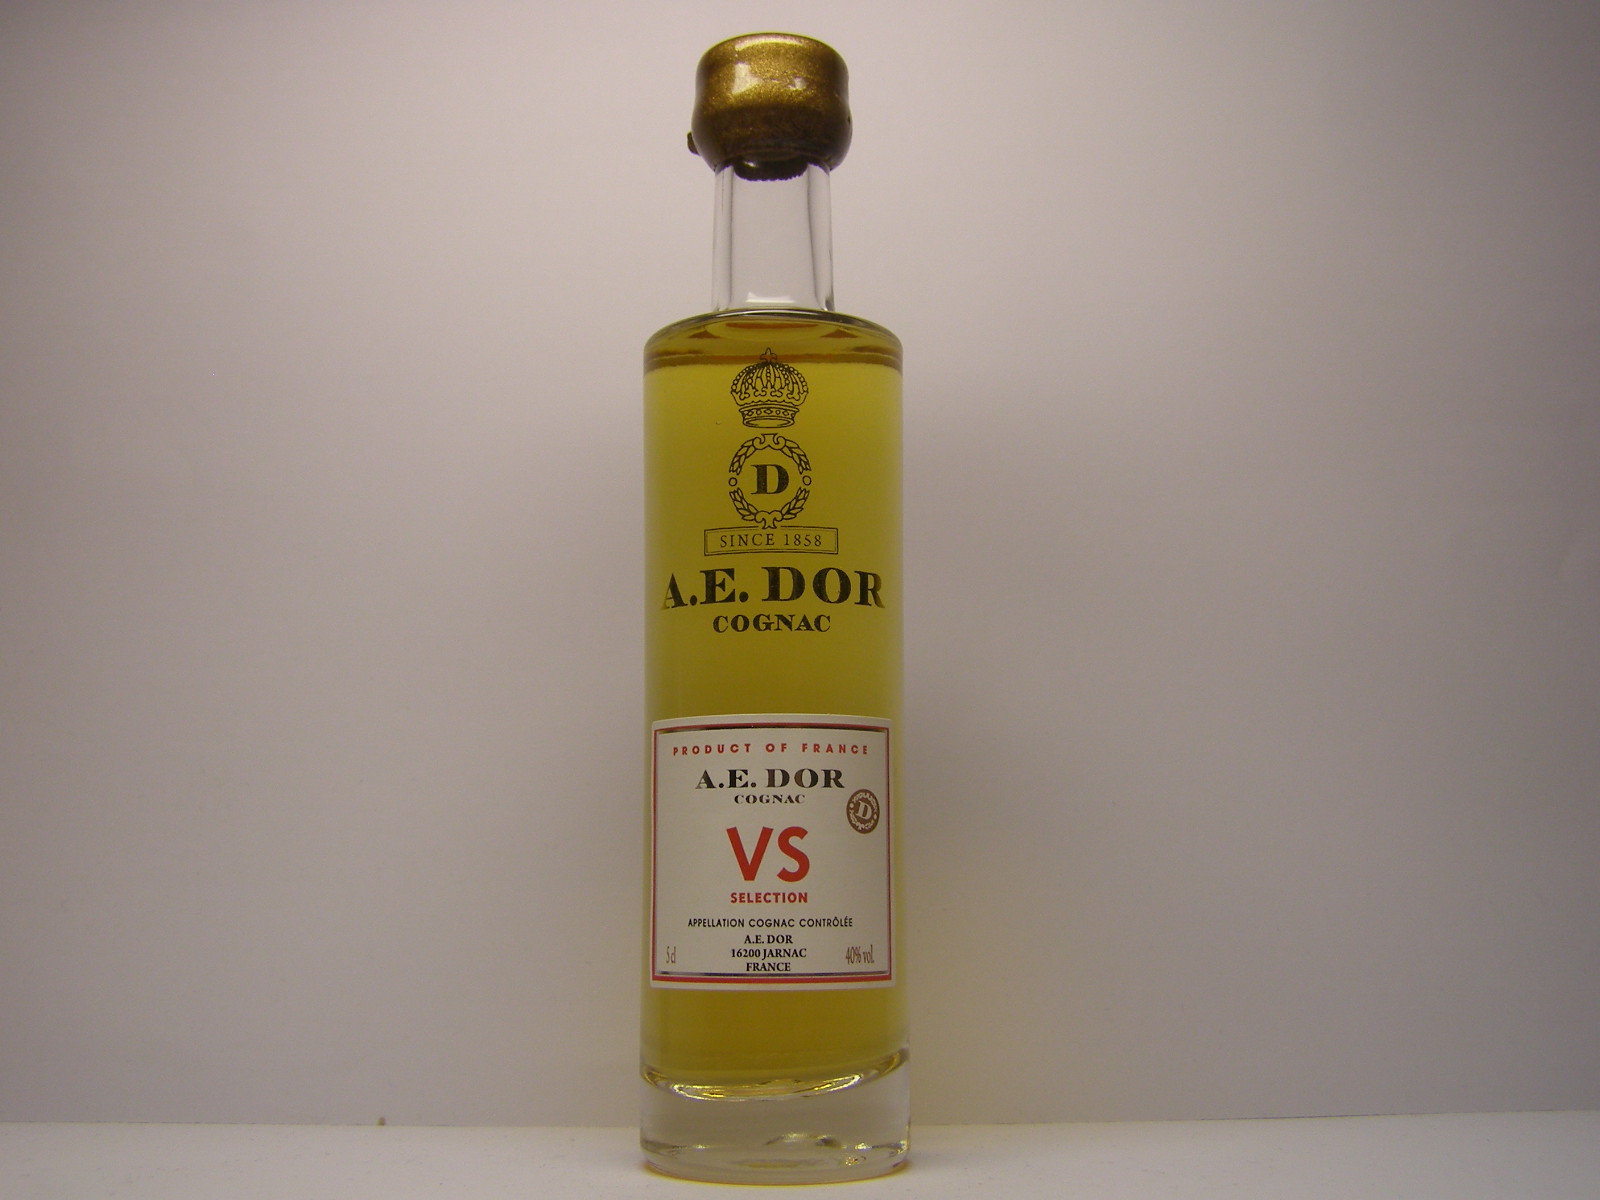 D
SINCE 1858
A.E. DOR
COGNAC
PRODUCT OF FRANCE
A.E. DOR
COGNAC
D
VS
SELECTION
APPELLATION COGNAC CONTRÔLÉE
A.E. DOR
5 cl 16200 JARNAC 40% vol.
FRANCE